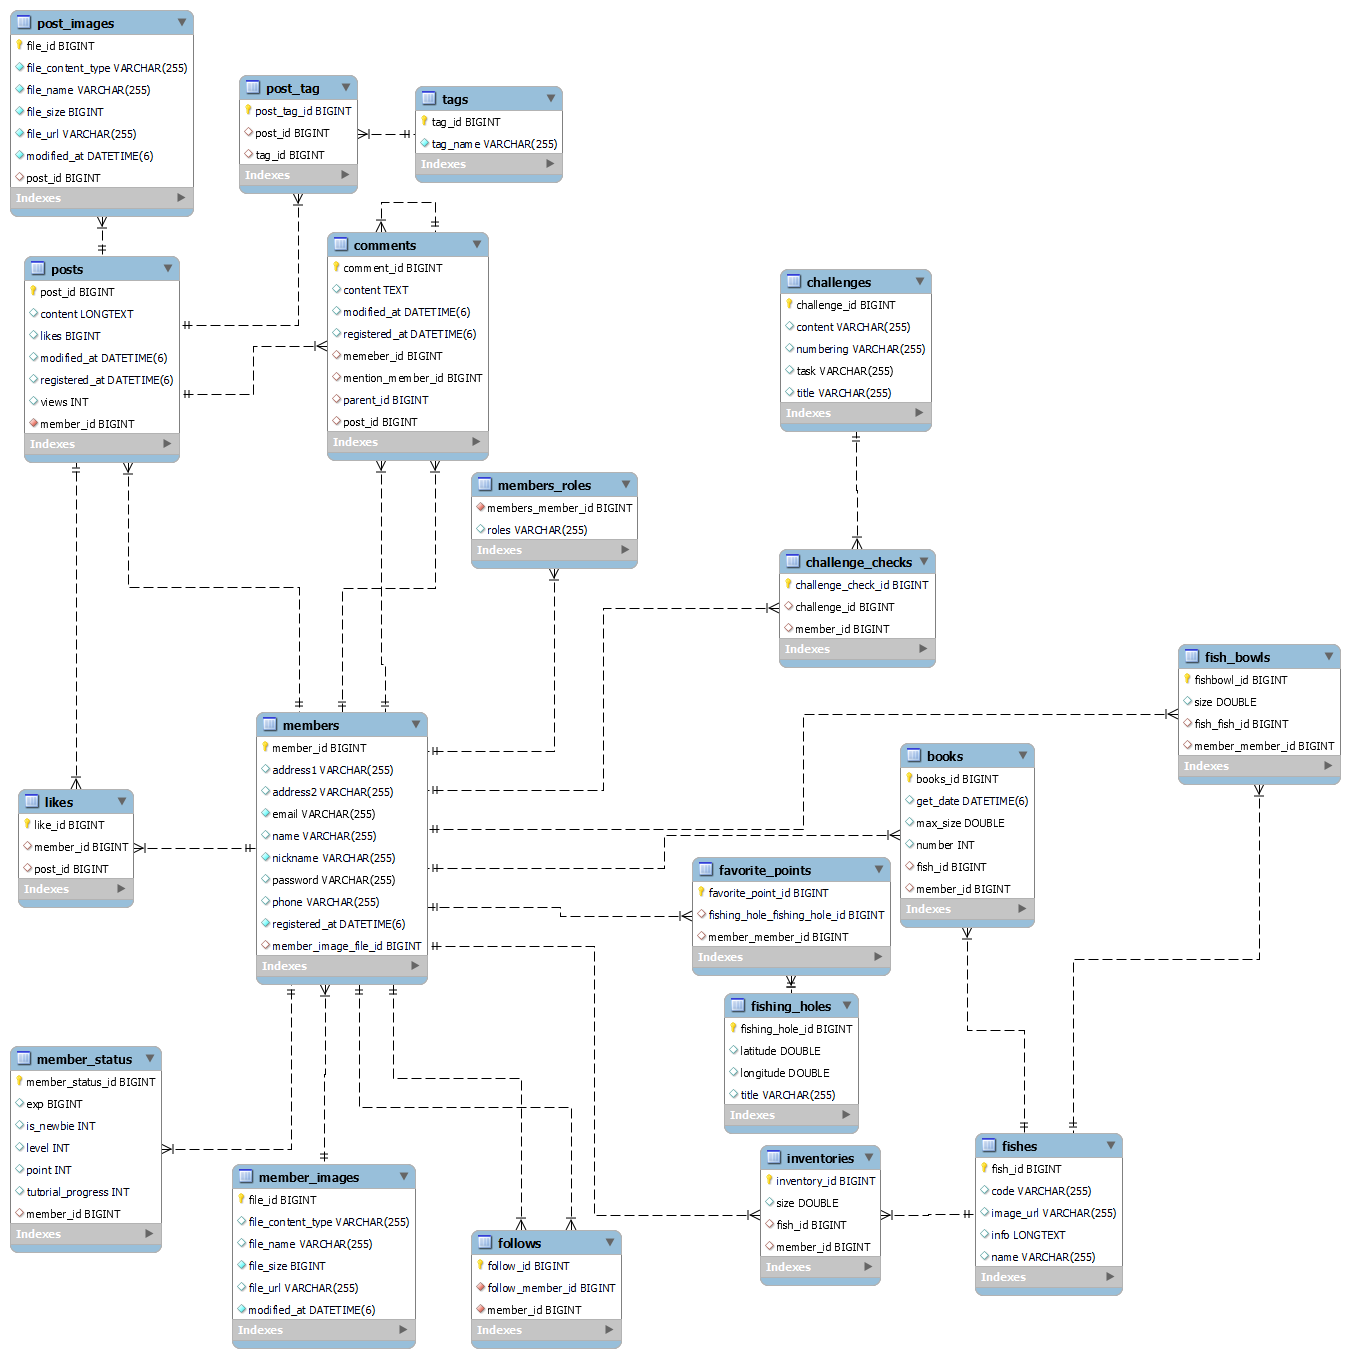 post_images
file_id BIGINT
file_content_type VARCHAR(255)
file_name VARCHAR(255)
file_size BIGINT
file_url VARCHAR(255)
modified_at DATETIME(6)
post_id BIGINT
Indexes
post_tag
post_tag_id BIGINT
post_id BIGINT
tag_id BIGINT
Indexes
tags
tag_id BIGINT
tag_name VARCHAR(255)
Indexes
posts
post_id BIGINT
content LONGTEXT
likes BIGINT
modified_at DATETIME(6)
registered_at DATETIME(6)
views INT
member_id BIGINT
Indexes
comments
comment_id BIGINT
content TEXT
modified_at DATETIME(6)
registered_at DATETIME(6)
memeber_id BIGINT
mention_member_id BIGINT
parent_id BIGINT
post_id BIGINT
Indexes
challenges
challenge_id BIGINT
content VARCHAR(255)
numbering VARCHAR(255)
task VARCHAR(255)
title VARCHAR(255)
Indexes
members_roles
members_member_id BIGINT
roles VARCHAR(255)
Indexes
challenge_checks
challenge_check_id BIGINT
challenge_id BIGINT
member_id BIGINT
Indexes
fish_bowls
fishbowl_id BIGINT
size DOUBLE
fish_fish_id BIGINT
member_member_id BIGINT
Indexes
members
member_id BIGINT
address1 VARCHAR(255)
address2 VARCHAR(255)
email VARCHAR(255)
name VARCHAR(255)
nickname VARCHAR(255)
password VARCHAR(255)
phone VARCHAR(255)
registered_at DATETIME(6)
member_image_file_id BIGINT
Indexes
books
books_id BIGINT
get_date DATETIME(6)
max_size DOUBLE
number INT
fish_id BIGINT
member_id BIGINT
Indexes
likes
like_id BIGINT
member_id BIGINT
post_id BIGINT
Indexes
favorite_points
favorite_point_id BIGINT
fishing_hole_fishing_hole_id BIGINT
member_member_id BIGINT
Indexes
fishing_holes
fishing_hole_id BIGINT
latitude DOUBLE
longitude DOUBLE
title VARCHAR(255)
Indexes
member_status
member_status_id BIGINT
exp BIGINT
is_newbie INT
level INT
point INT
tutorial_progress INT
member_id BIGINT
Indexes
member_images
file_id BIGINT
file_content_type VARCHAR(255)
file_name VARCHAR(255)
file_size BIGINT
file_url VARCHAR(255)
modified_at DATETIME(6)
Indexes
follows
follow_id BIGINT
follow_member_id BIGINT
member_id BIGINT
Indexes
inventories
inventory_id BIGINT
size DOUBLE
fish_id BIGINT
member_id BIGINT
Indexes
fishes
fish_id BIGINT
code VARCHAR(255)
image_url VARCHAR(255)
info LONGTEXT
name VARCHAR(255)
Indexes